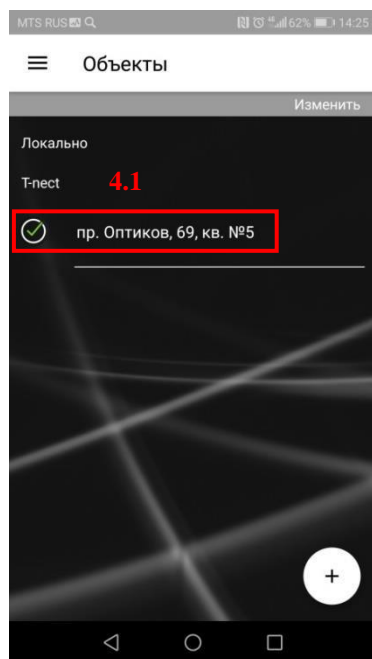 MTS RUS 62% 14:25
Объекты
Изменить
Локально
T-nect 4.1
пр. Оптиков, 69, кв. №5
+